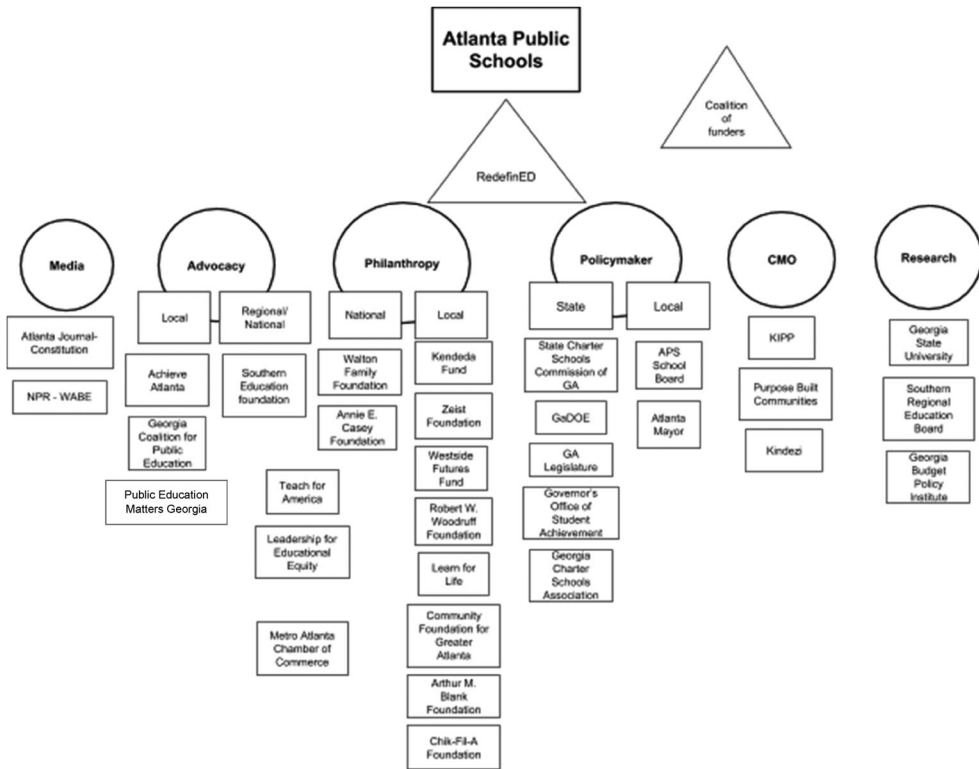 Atlanta Public
Schools
Coalition
of
funders
RedefinED
Media
Advocacy
Philanthropy
Policymaker
CMO
Research
Atlanta Journal-
Constitution
NPR - WABE
Local
Achieve
Atlanta
Georgia
Coalition for
Public
Education
Public Education
Matters Georgia
Regional/
National
Southern
Education
foundation
Teach for
America
Leadership for
Educational
Equity
Metro Atlanta
Chamber of
Commerce
National
Walton
Family
Foundation
Annie E.
Casey
Foundation
Local
Kendeda
Fund
Zeist
Foundation
Westside
Futures
Fund
Robert W.
Woodruff
Foundation
Learn for
Life
Community
Foundation for
Greater
Atlanta
Arthur M.
Blank
Foundation
Chik-Fil-A
Foundation
State
State Charter
Schools
Commission of
GA
GaDOE
GA
Legislature
Governor's
Office of
Student
Achievement
Georgia
Charter
Schools
Association
Local
APS
School
Board
Atlanta
Mayor
KIPP
Purpose Built
Communities
Kindezi
Georgia
State
University
Southern
Regional
Education
Board
Georgia
Budget
Policy
Institute